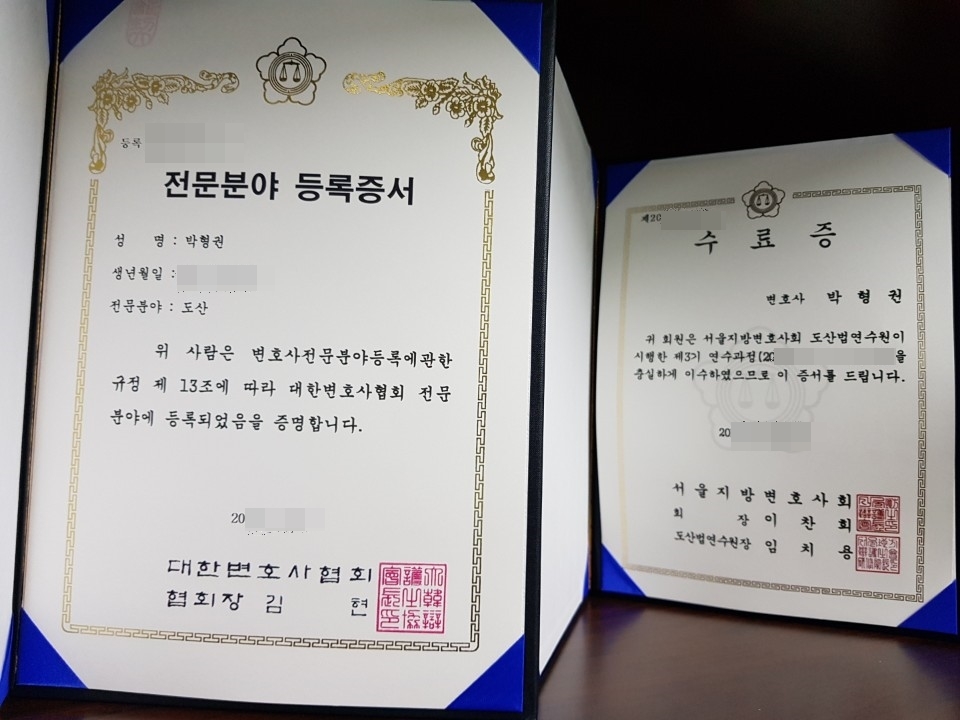 등록
전문분야 등록증서
성 명 : 박형권
생년월일 :
전문분야 : 도산
위 사람은 변호사전문분야등록에관한
규정 제 13조에 따라 대한변호사협회 전문
분야에 등록되었음을 증명합니다.
20
대한변호사협회
협회장 김 현
제20
수 료 증
변호사 박 형 권
귀 회원은 서울지방변호사회 도산법연수원이
시행한 제3기 연수과정(20 을
충실하게 이수하였으므로 이 증서를 드립니다.
20
서울지방변호사회
회 장 이 찬 희
도산법연수원장 임 치 용